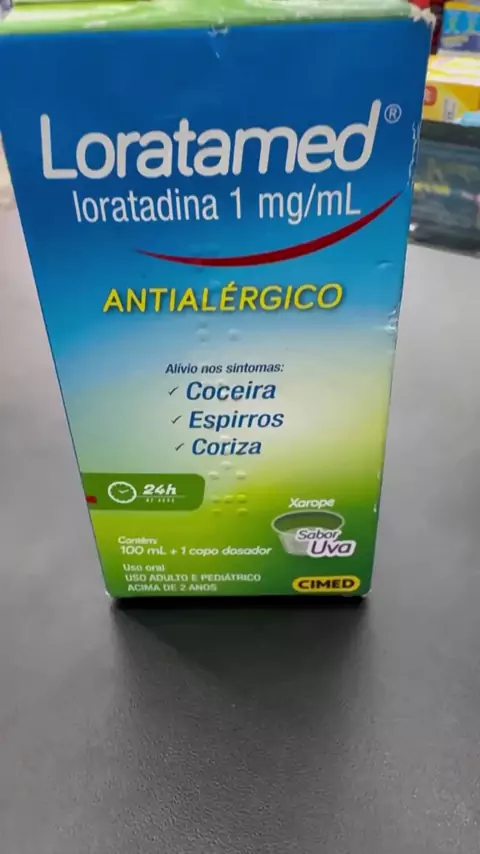 Loratamed®
loratadina 1 mg/mL
ANTIALÉRGICO
Alívio nos sintomas:
✓ Coceira
✓ Espirros
✓ Coriza
24h
Xarope
Sabor
Uva
Contém:
100 mL + 1 copo dosador
Uso oral
USO ADULTO E PEDIÁTRICO
ACIMA DE 2 ANOS
CIMED